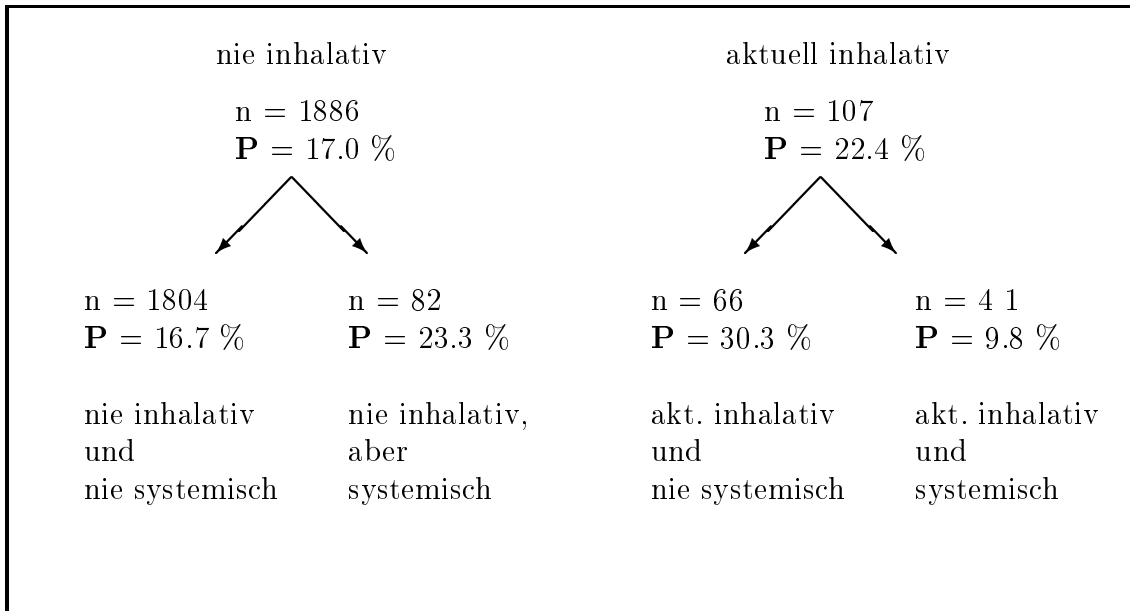 nie inhalativ
n = 1886
P = 17.0 %
n = 1804
P = 16.7 %
nie inhalativ
und
nie systemisch
n = 82
P = 23.3 %
nie inhalativ,
aber
systemisch
aktuell inhalativ
n = 107
P = 22.4 %
n = 66
P = 30.3 %
akt. inhalativ
und
nie systemisch
n = 4 1
P = 9.8 %
akt. inhalativ
und
systemisch